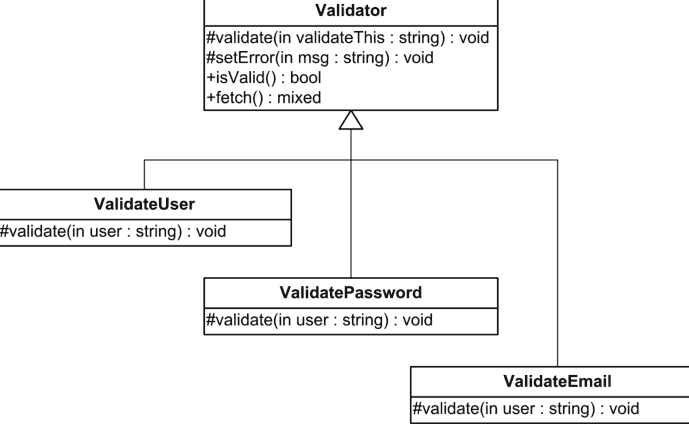 Validator
#validate(in validateThis : string) : void
#setError(in msg : string) : void
+isValid() : bool
+fetch() : mixed
ValidateUser
#validate(in user : string) : void
ValidatePassword
#validate(in user : string) : void
ValidateEmail
#validate(in user : string) : void